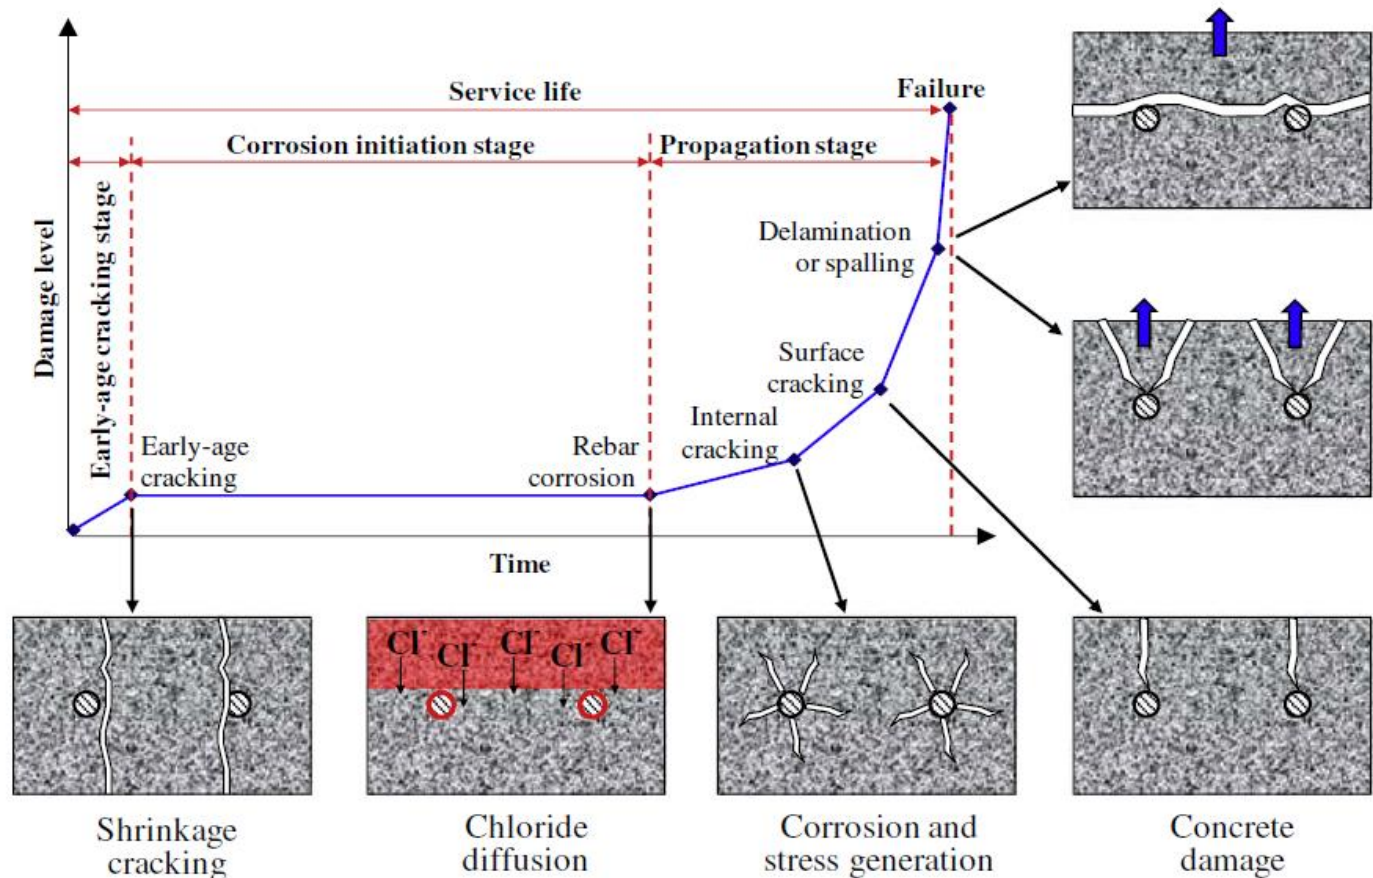 Service life
Failure
Corrosion initiation stage
Propagation stage
Damage level
Early-age cracking stage
Delamination
or spalling
Surface
cracking
Internal
cracking
Early-age
cracking
Rebar
corrosion
Time
Cl⁻ Cl⁻ Cl⁻ Cl⁻ Cl⁻
Shrinkage
cracking
Chloride
diffusion
Corrosion and
stress generation
Concrete
damage